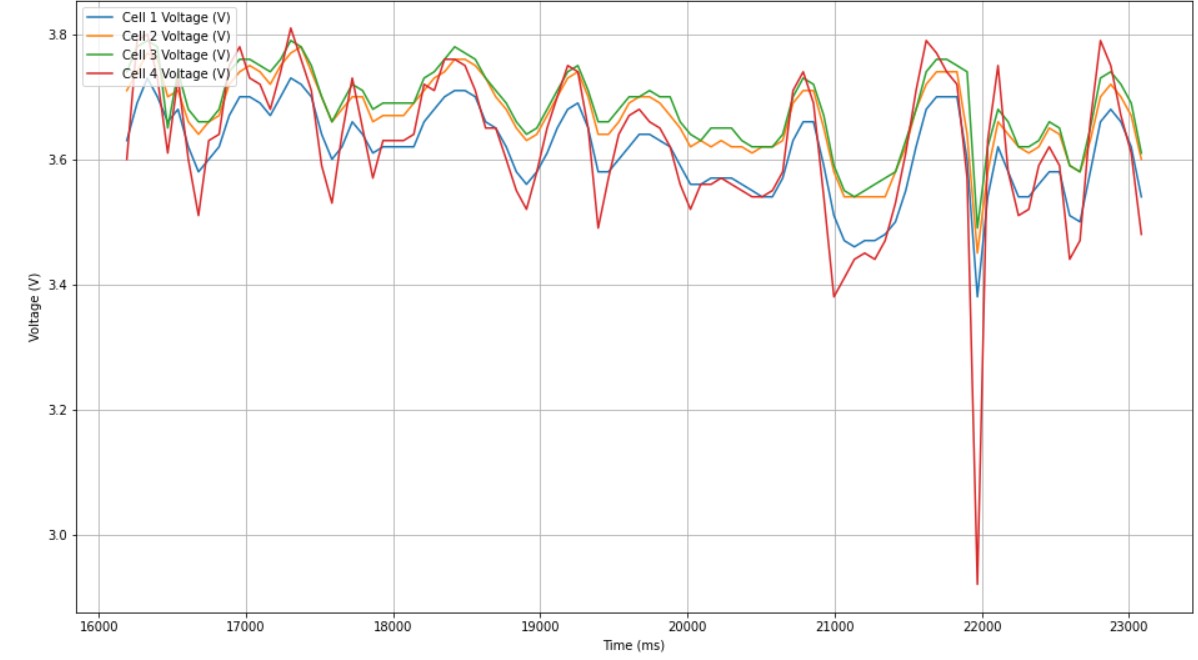 Cell 1 Voltage (V)
Cell 2 Voltage (V)
Cell 3 Voltage (V)
Cell 4 Voltage (V)
3.8
3.6
3.4
3.2
3.0
Voltage (V)
16000 17000 18000 19000 20000 21000 22000 23000
Time (ms)